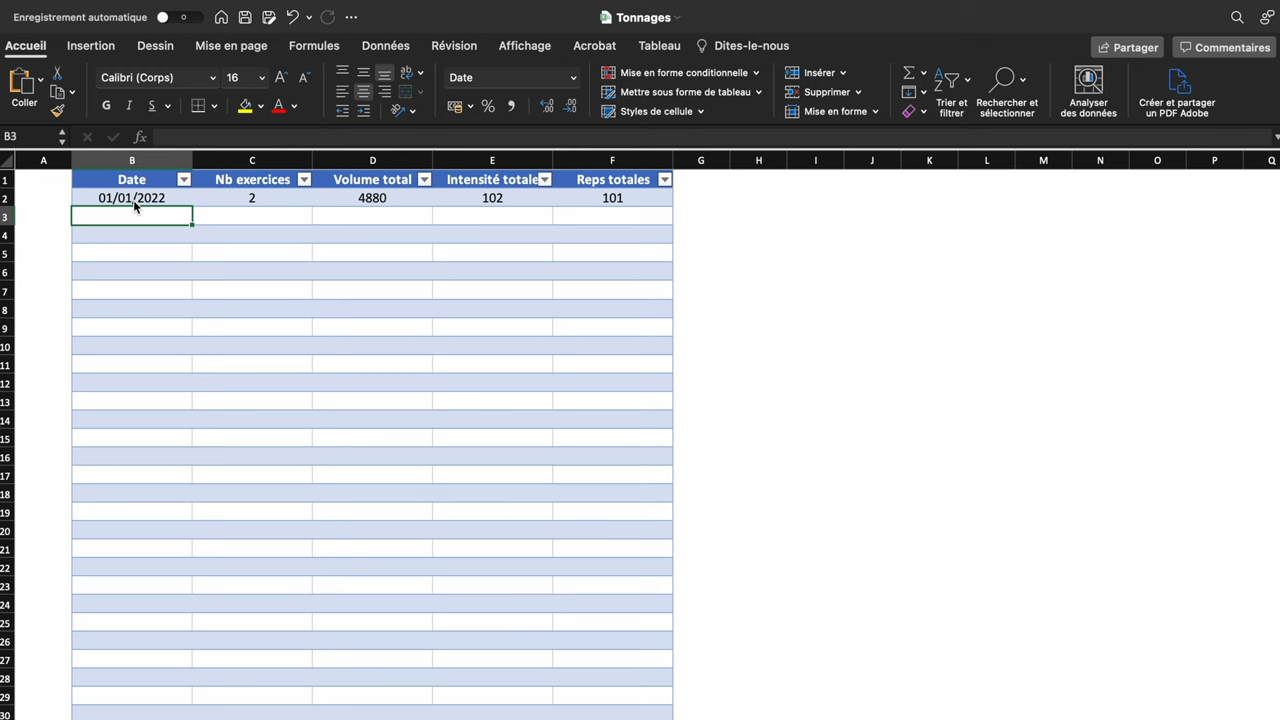 Enregistrement automatique
Tonnages
Accueil Insertion Dessin Mise en page Formules Données Révision Affichage Acrobat Tableau Dites-le-nous Partager Commentaires
Coller
Calibri (Corps) 16
G I S
Date
Mise en forme conditionnelle
Mettre sous forme de tableau
Styles de cellule
Insérer
Supprimer
Mise en forme
Trier et filtrer
Rechercher et sélectionner
Analyser des données
Créer et partager un PDF Adobe
B3 fx
A B C D E F G H I J K L M N O P Q
1 Date Nb exercices Volume total Intensité totale Reps totales
2 01/01/2022 2 4880 102 101
3
4
5
6
7
8
9
10
11
12
13
14
15
16
17
18
19
20
21
22
23
24
25
26
27
28
29
30